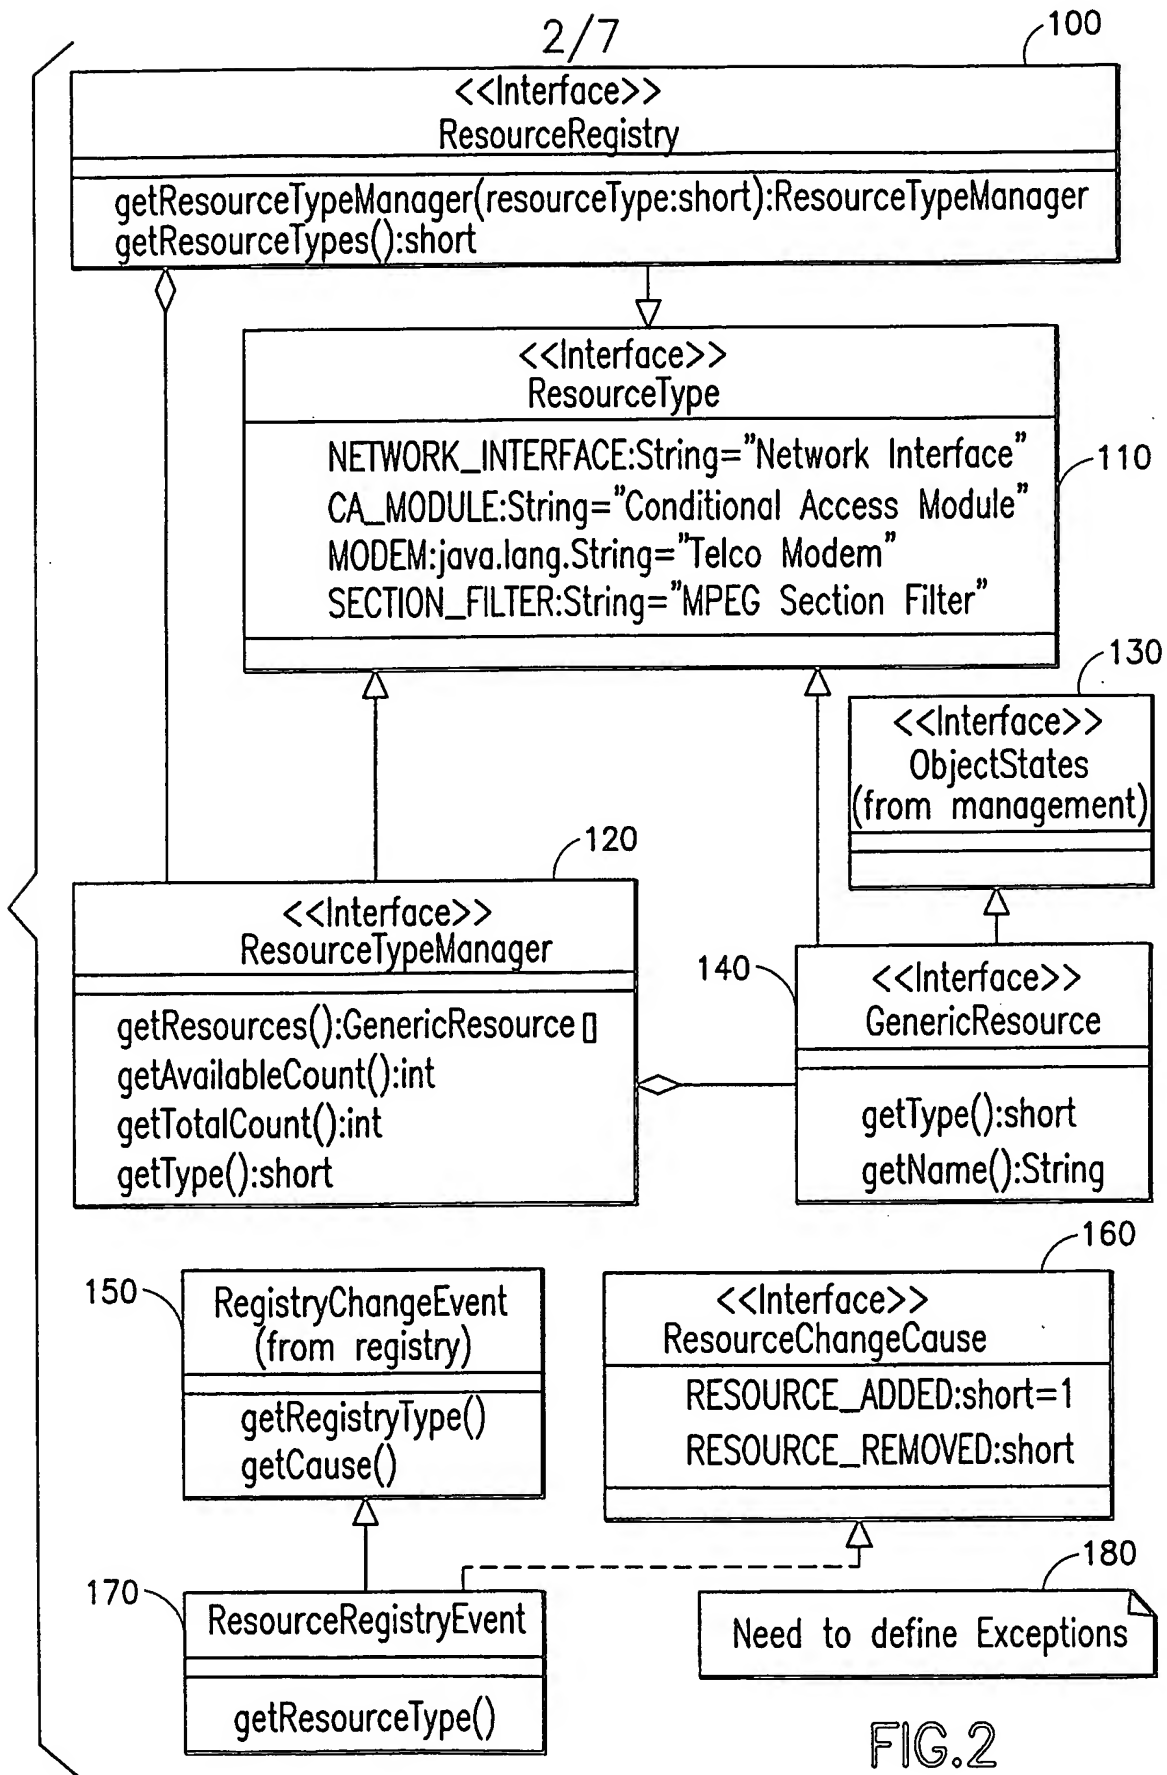 2/7
100
<<Interface>>
ResourceRegistry
getResourceTypeManager(resourceType:short):ResourceTypeManager
getResourceTypes():short
<<Interface>>
ResourceType
NETWORK_INTERFACE:String="Network Interface"
CA_MODULE:String="Conditional Access Module"
MODEM:java.lang.String="Telco Modem"
SECTION_FILTER:String="MPEG Section Filter"
110
130
<<Interface>>
ObjectStates
(from management)
120
<<Interface>>
ResourceTypeManager
getResources():GenericResource[]
getAvailableCount():int
getTotalCount():int
getType():short
140
<<Interface>>
GenericResource
getType():short
getName():String
150
RegistryChangeEvent
(from registry)
getRegistryType()
getCause()
160
<<Interface>>
ResourceChangeCause
RESOURCE_ADDED:short=1
RESOURCE_REMOVED:short
170
ResourceRegistryEvent
getResourceType()
180
Need to define Exceptions
FIG.2